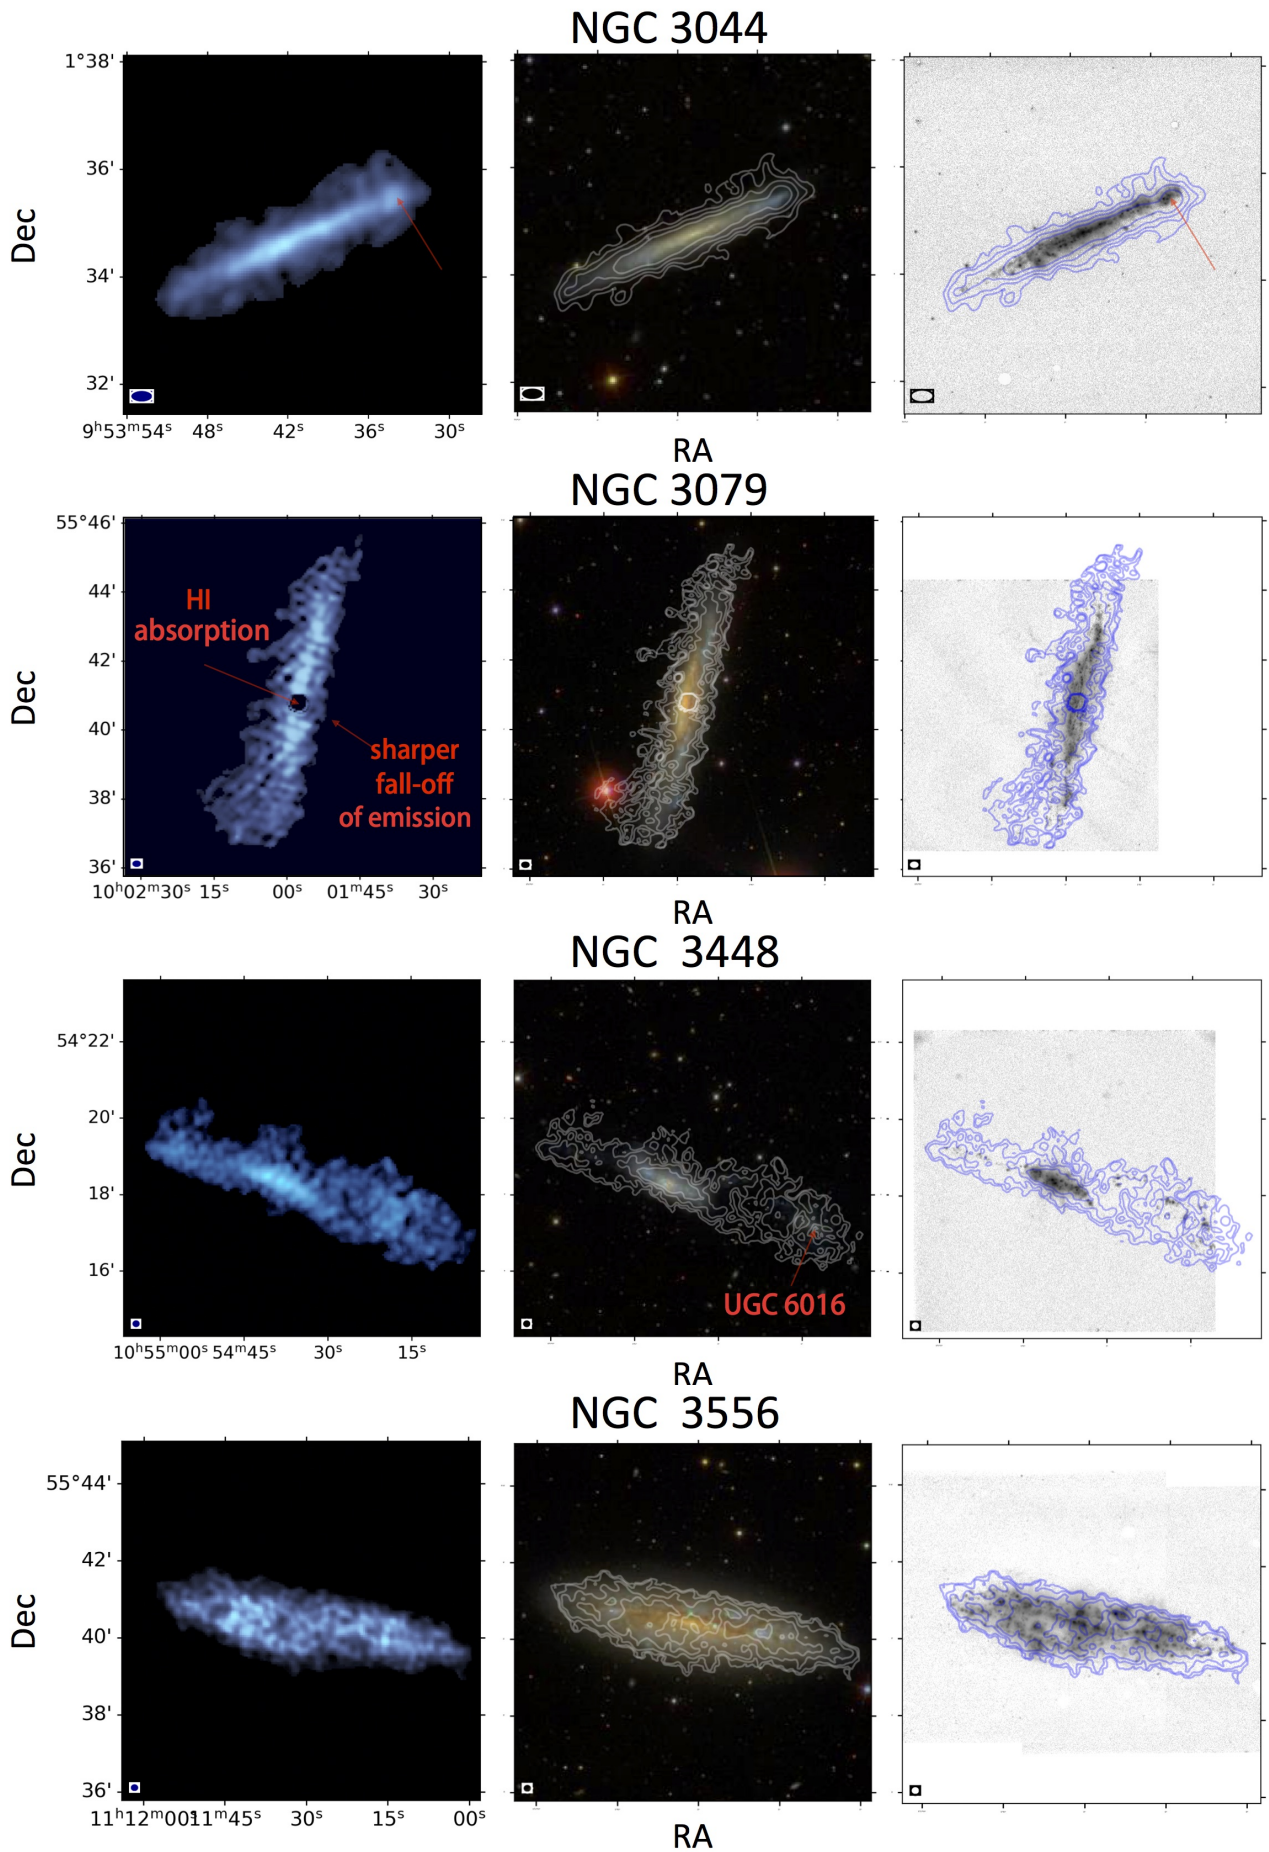 NGC 3044
Dec
1°38'
36'
34'
32'
9ʰ53ᵐ54ˢ 48ˢ 42ˢ 36ˢ 30ˢ
RA
NGC 3079
Dec
55°46'
44'
42'
40'
38'
36'
HI
absorption
sharper
fall-off
of emission
10ʰ02ᵐ30ˢ 15ˢ 00ˢ 01ᵐ45ˢ 30ˢ
RA
NGC 3448
Dec
54°22'
20'
18'
16'
UGC 6016
10ʰ55ᵐ00ˢ 54ᵐ45ˢ 30ˢ 15ˢ
RA
NGC 3556
Dec
55°44'
42'
40'
38'
36'
11ʰ12ᵐ00ˢ11ᵐ45ˢ 30ˢ 15ˢ 00ˢ
RA